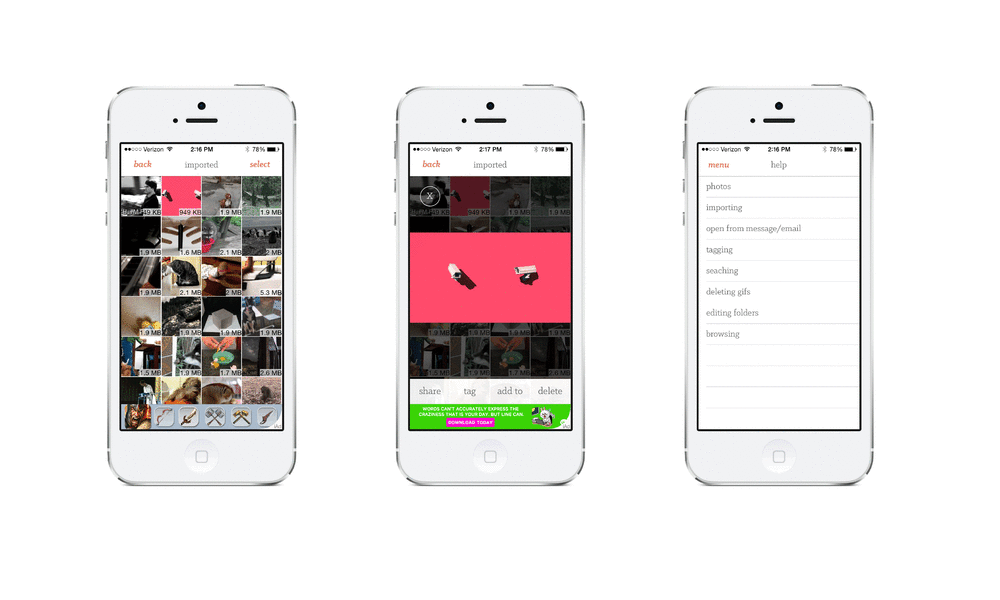 Verizon 2:16 PM 78%
back imported select
949 KB 1.9 MB 1.9 MB
1.9 MB 1.6 MB 2.1 MB 2 MB
1.9 MB 2.1 MB 2 MB 5.3 MB
1.9 MB 1.9 MB 1.9 MB 1.9 MB
1.5 MB 1.9 MB 1.7 MB 2.6 MB
Verizon 2:17 PM 78%
back imported
X
share tag add to delete
WORDS CAN'T ACCURATELY EXPRESS THE
CRAZINESS THAT IS YOUR DAY. BUT LINE CAN.
DOWNLOAD TODAY
iAd
Verizon 2:16 PM 78%
menu help
photos
importing
open from message/email
tagging
seaching
deleting gifs
editing folders
browsing